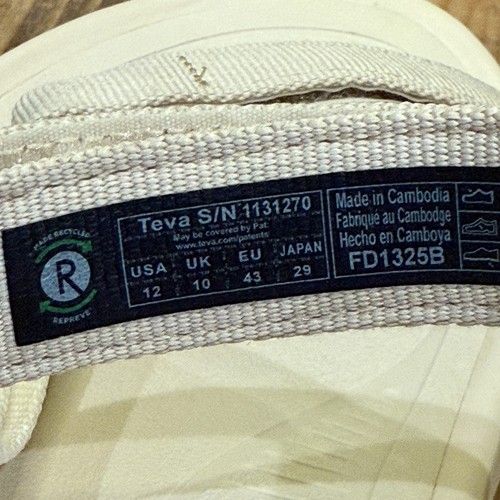 MADE RECYCLED
R
REPREVE
Teva S/N 1131270
May be covered by Pat:
www.teva.com/patents
USA UK EU JAPAN
12 10 43 29
Made in Cambodia
Fabriqué au Cambodge
Hecho en Camboya
FD1325B